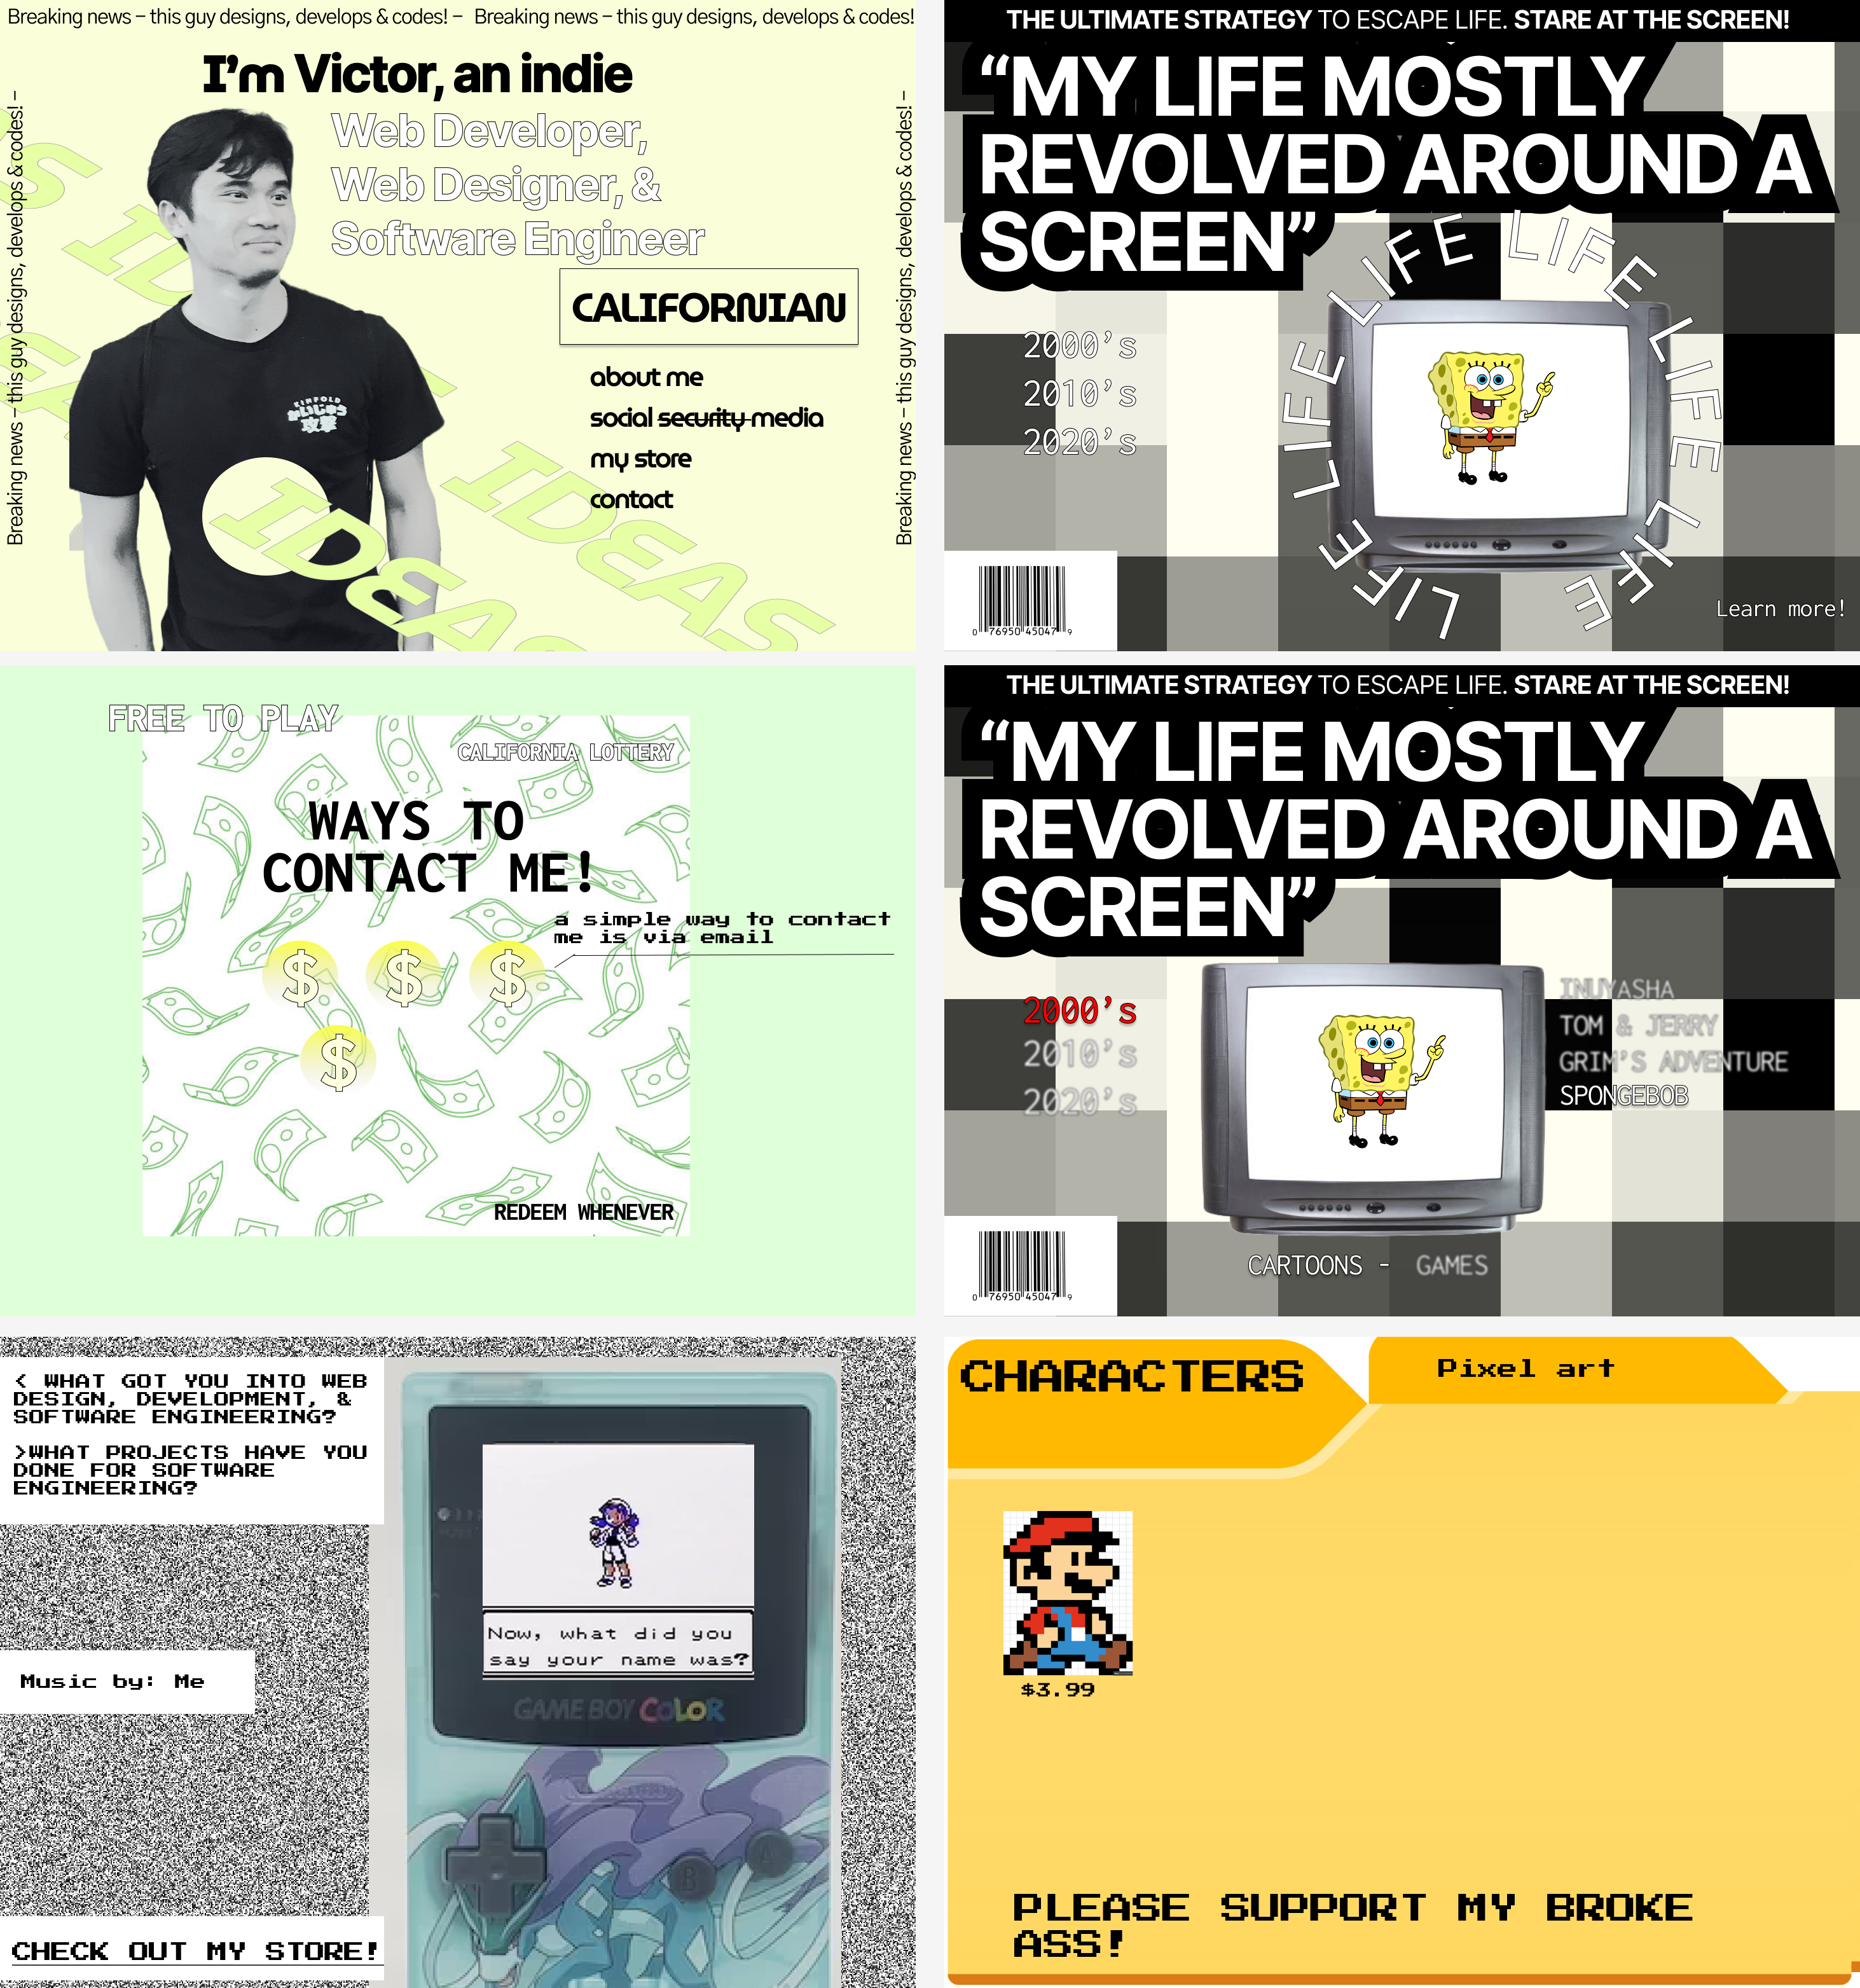 Breaking news – this guy designs, develops & codes! – Breaking news – this guy designs, develops & codes!
Breaking news – this guy designs, develops & codes! –
I'm Victor, an indie
Web Developer,
Web Designer, &
Software Engineer
CALIFORNIAN
about me
social security media
my store
contact
KINFOLD
かいじゅう
攻撃
IDEAS
IDEAS
Breaking news – this guy designs, develops & codes! –
THE ULTIMATE STRATEGY TO ESCAPE LIFE. STARE AT THE SCREEN!
“MY LIFE MOSTLY
REVOLVED AROUND A
SCREEN”
LIFE LIFE LIFE LIFE LIFE LIFE LIFE LIFE
2000's
2010's
2020's
0 76950 45047 9
Learn more!
FREE TO PLAY
CALIFORNIA LOTTERY
WAYS TO
CONTACT ME!
a simple way to contact
me is via email
$ $ $
$
REDEEM WHENEVER
THE ULTIMATE STRATEGY TO ESCAPE LIFE. STARE AT THE SCREEN!
“MY LIFE MOSTLY
REVOLVED AROUND A
SCREEN”
2000's
2010's
2020's
INUYASHA
TOM & JERRY
GRIM'S ADVENTURE
SPONGEBOB
0 76950 45047 9
CARTOONS - GAMES
< WHAT GOT YOU INTO WEB
DESIGN, DEVELOPMENT, &
SOFTWARE ENGINEERING?
>WHAT PROJECTS HAVE YOU
DONE FOR SOFTWARE
ENGINEERING?
Music by: Me
CHECK OUT MY STORE!
Now, what did you
say your name was?
GAME BOY COLOR
B
A
CHARACTERS
Pixel art
$3.99
PLEASE SUPPORT MY BROKE
ASS!